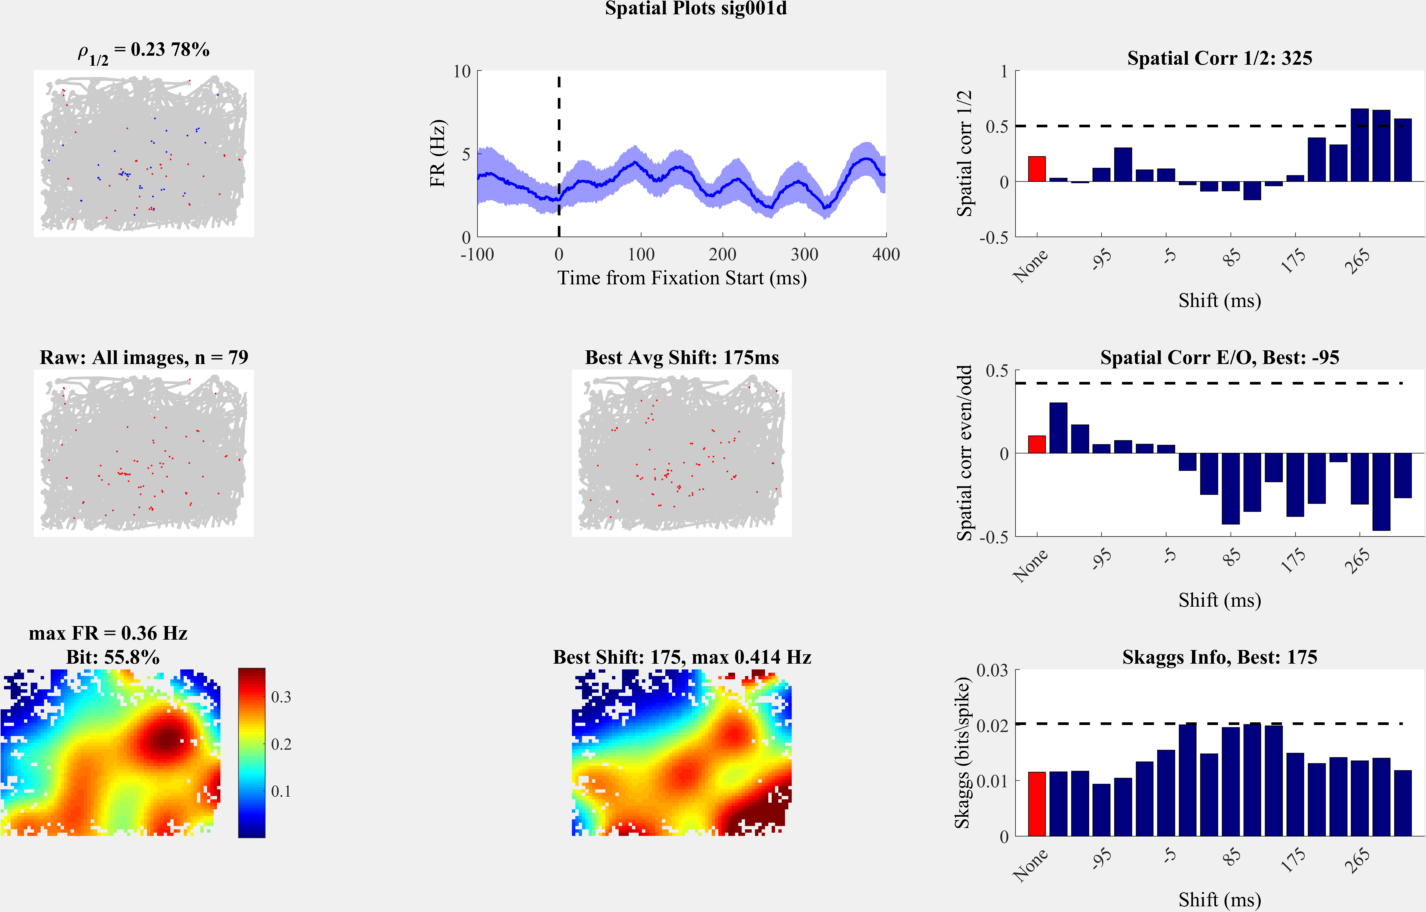 Spatial Plots sig001d
ρ1/2 = 0.23 78%
10
5
0
FR (Hz)
-100
0
100
200
300
400
Time from Fixation Start (ms)
Spatial Corr 1/2: 325
1
0.5
0
-0.5
Spatial corr 1/2
None
-95
-5
85
175
265
Shift (ms)
Raw: All images, n = 79
Best Avg Shift: 175ms
Spatial Corr E/O, Best: -95
0.5
0
-0.5
Spatial corr even/odd
None
-95
-5
85
175
265
Shift (ms)
max FR = 0.36 Hz
Bit: 55.8%
0.3
0.2
0.1
Best Shift: 175, max 0.414 Hz
Skaggs Info, Best: 175
0.03
0.02
0.01
0
Skaggs (bits\spike)
None
-95
-5
85
175
265
Shift (ms)